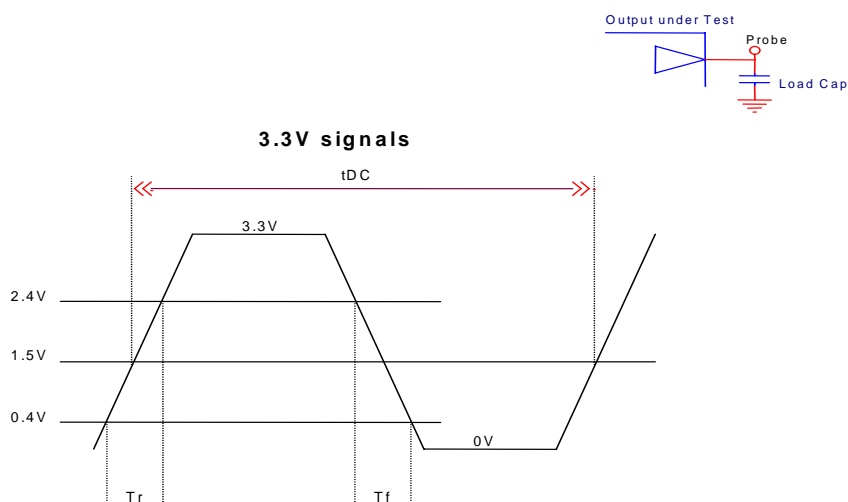 Output under Test
Probe
Load Cap
3.3V signals
tDC
3.3V
2.4V
1.5V
0.4V
0V
Tr
Tf